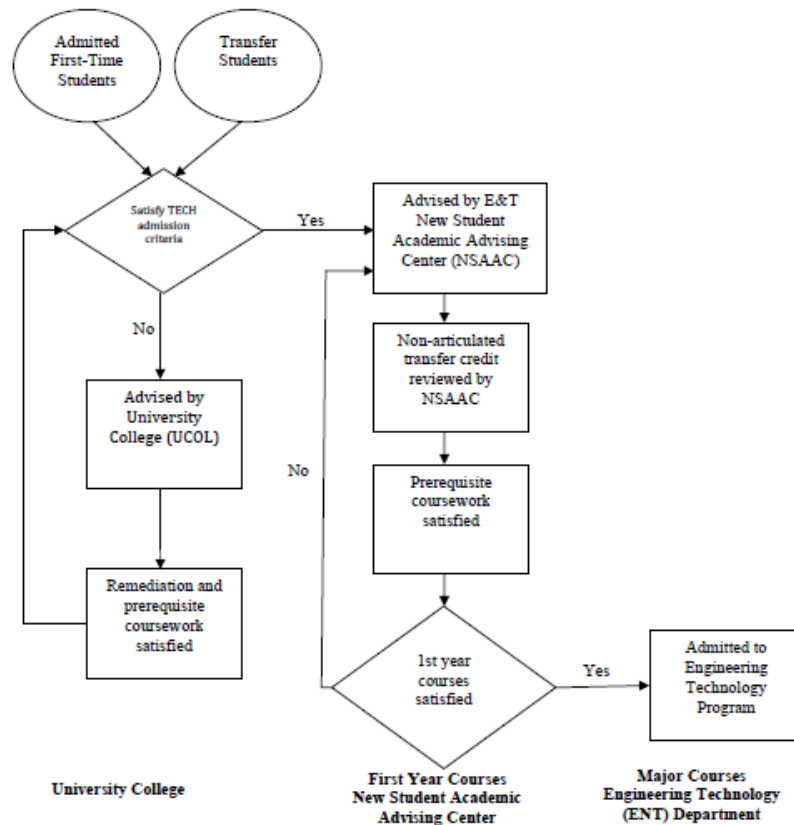 Admitted
First-Time
Students
Transfer
Students
Satisfy TECH
admission
criteria
Yes
Advised by E&T
New Student
Academic Advising
Center (NSAAC)
No
Non-articulated
transfer credit
reviewed by
NSAAC
Advised by
University
College (UCOL)
No
Prerequisite
coursework
satisfied
Remediation and
prerequisite
coursework
satisfied
1st year
courses
satisfied
Yes
Admitted to
Engineering
Technology
Program
University College
First Year Courses
New Student Academic
Advising Center
Major Courses
Engineering Technology
(ENT) Department